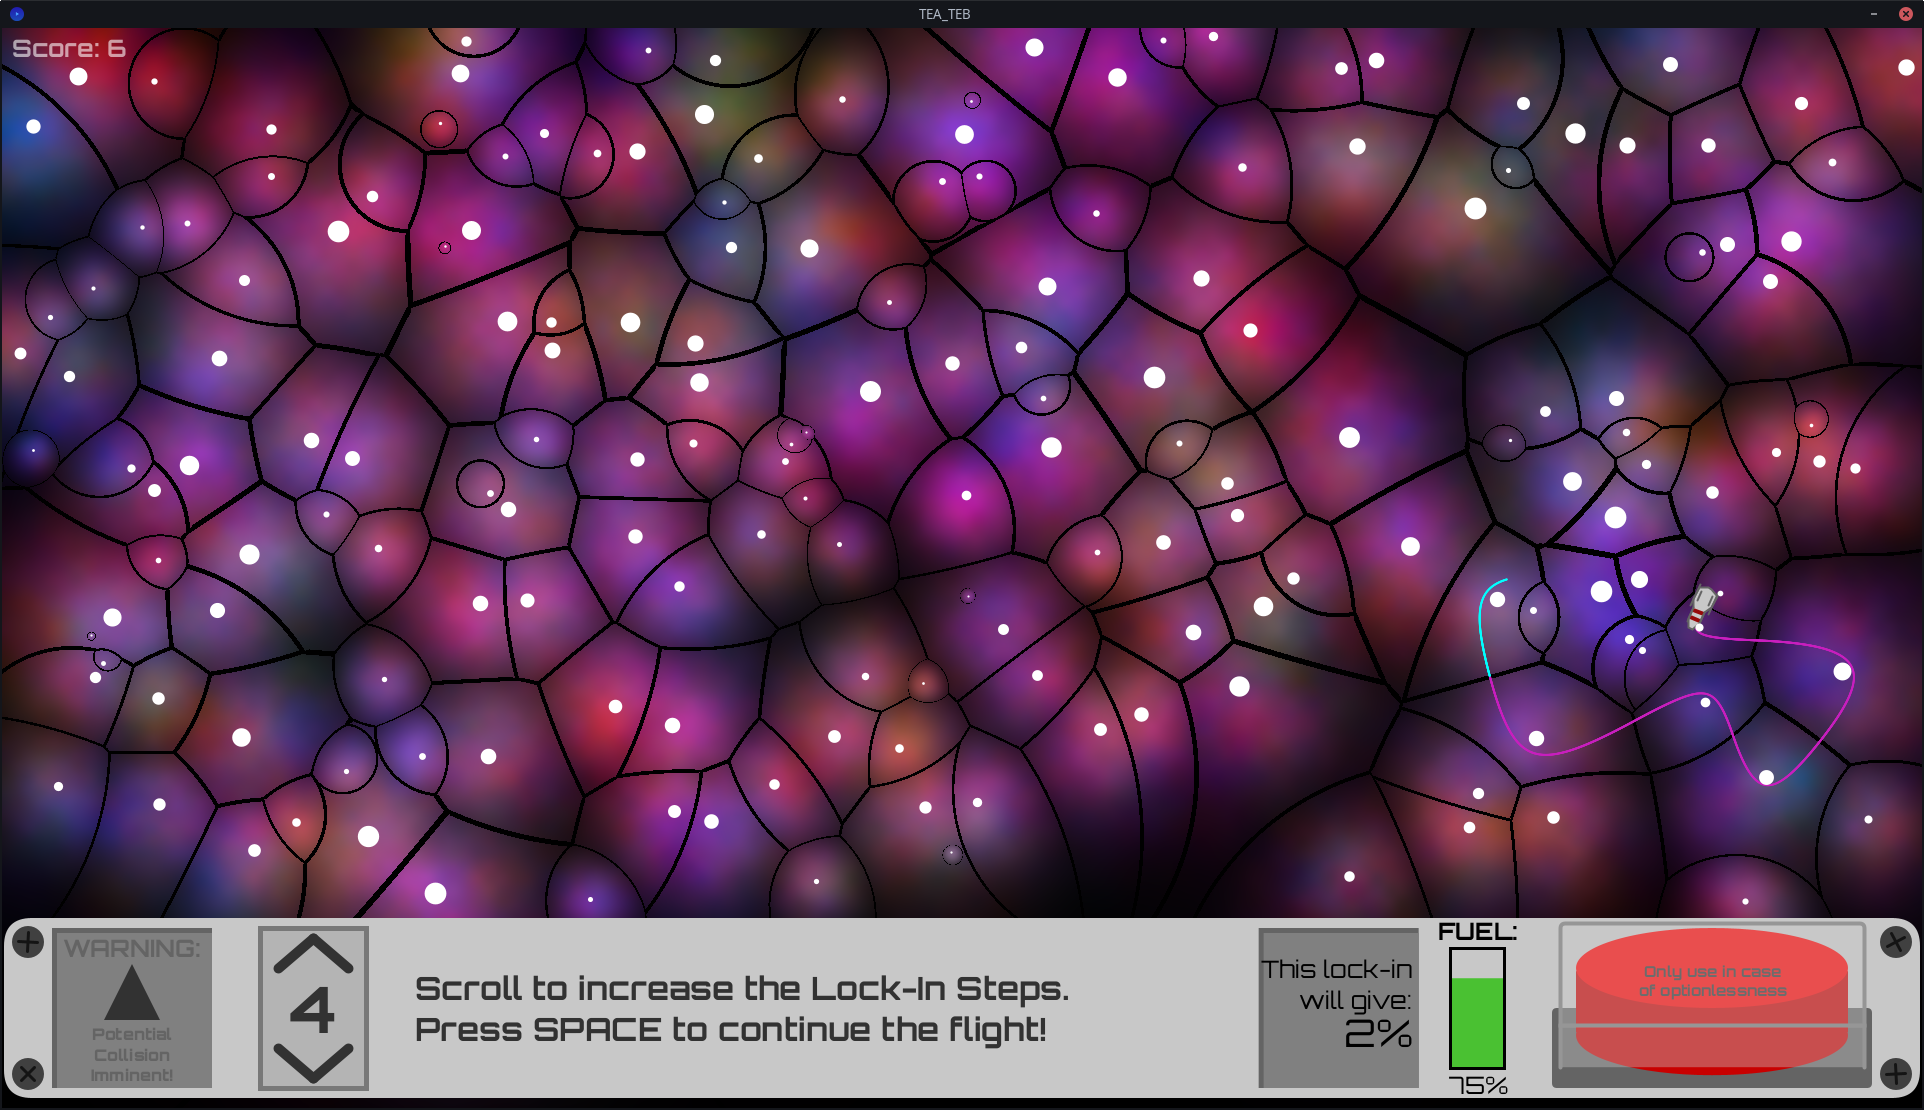 TEA_TEB
Score: 6
WARNING:
Potential
Collision
Imminent!
4
Scroll to increase the Lock-In Steps.
Press SPACE to continue the flight!
This lock-in
will give:
2%
FUEL:
75%
Only use in case
of optionlessness